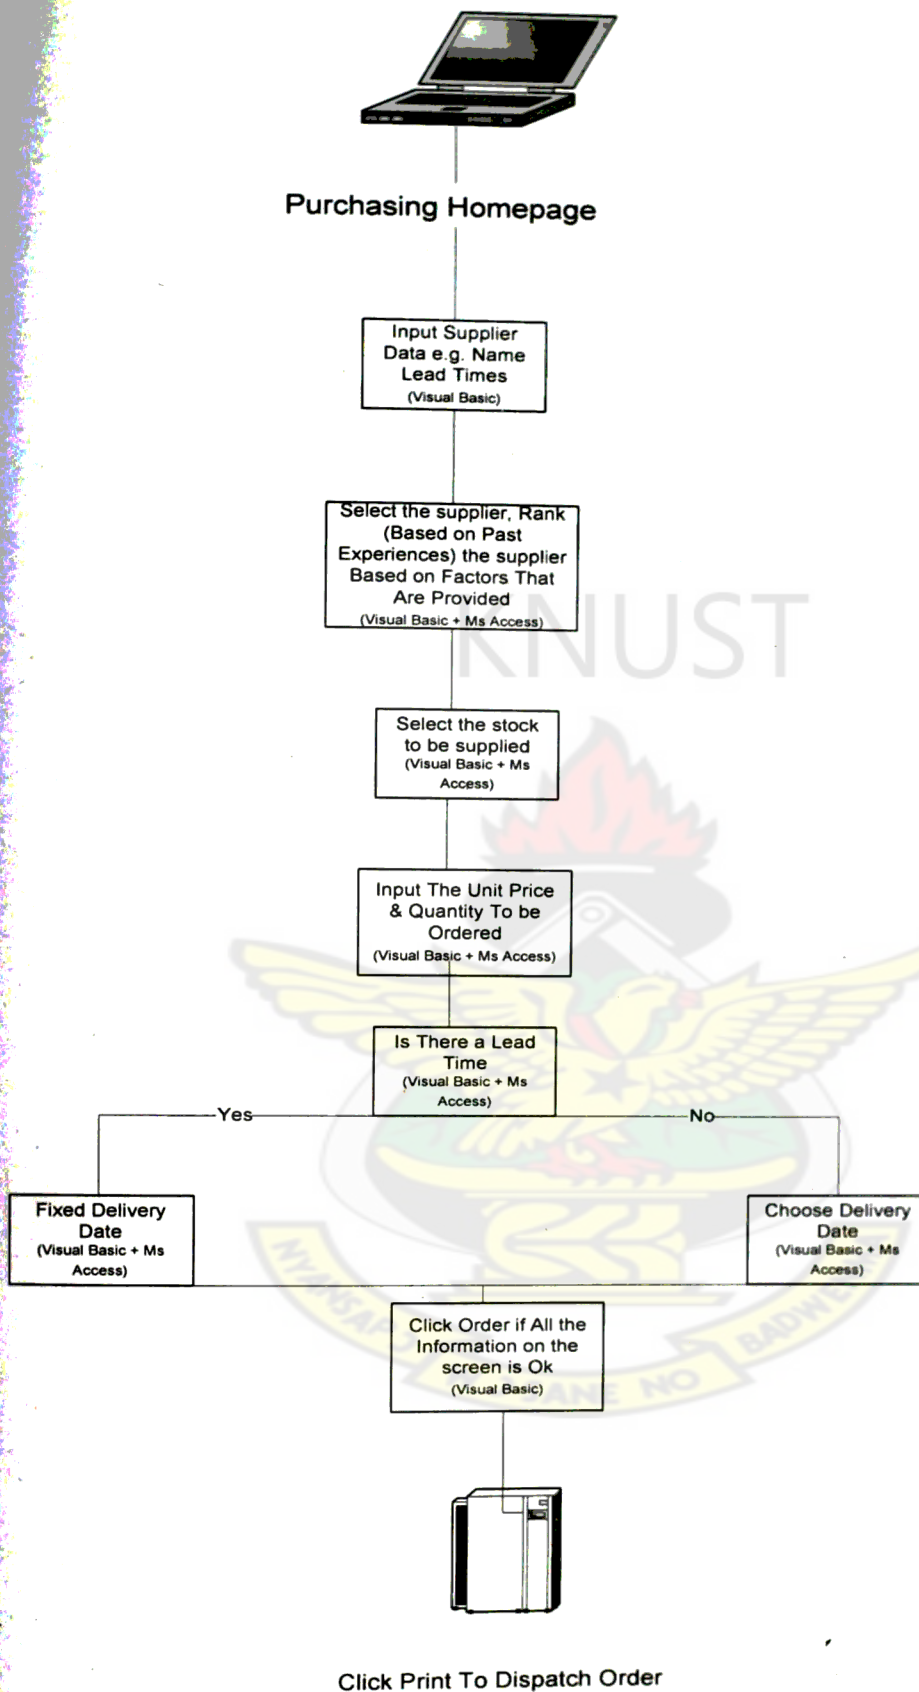 Purchasing Homepage
Input Supplier
Data e.g. Name
Lead Times
(Visual Basic)
Select the supplier, Rank
(Based on Past
Experiences) the supplier
Based on Factors That
Are Provided
(Visual Basic + Ms Access)
KNUST
Select the stock
to be supplied
(Visual Basic + Ms
Access)
Input The Unit Price
& Quantity To be
Ordered
(Visual Basic + Ms Access)
Is There a Lead
Time
(Visual Basic + Ms
Access)
Yes
No
Fixed Delivery
Date
(Visual Basic + Ms
Access)
Choose Delivery
Date
(Visual Basic + Ms
Access)
Click Order if All the
Information on the
screen is Ok
(Visual Basic)
SANE NO
Click Print To Dispatch Order